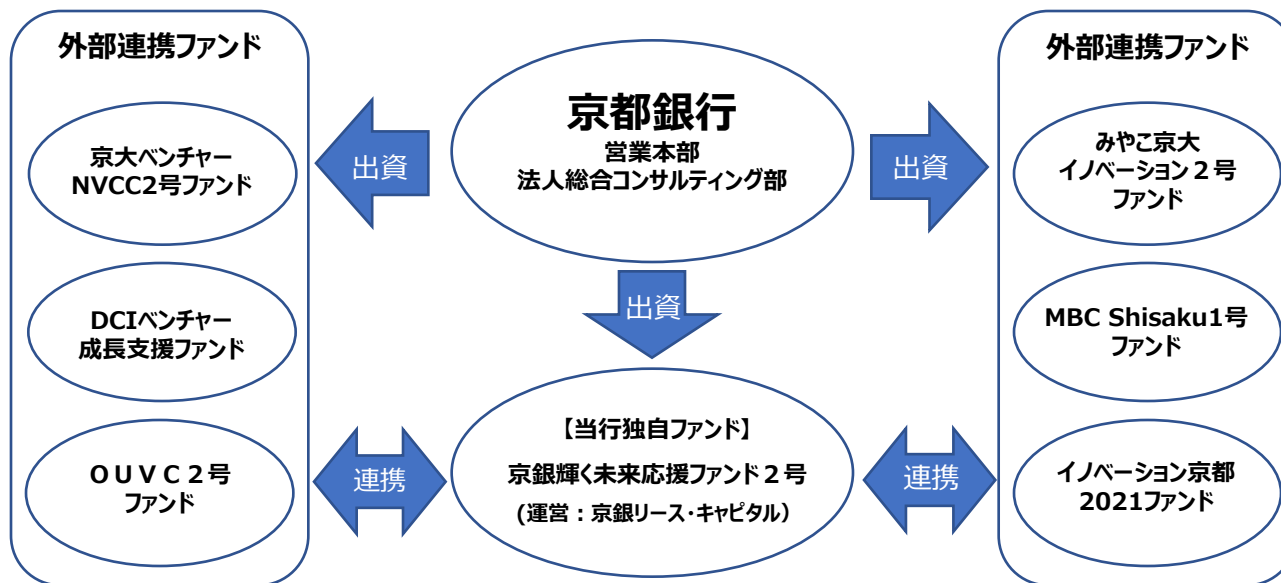 外部連携ファンド
京大ベンチャー
NVCC2号ファンド
DCIベンチャー
成長支援ファンド
ＯＵＶＣ２号
ファンド
出資
京都銀行
営業本部
法人総合コンサルティング部
出資
出資
連携
【当行独自ファンド】
京銀輝く未来応援ファンド２号
(運営：京銀リース・キャピタル）
連携
外部連携ファンド
みやこ京大
イノベーション２号
ファンド
MBC Shisaku1号
ファンド
イノベーション京都
2021ファンド